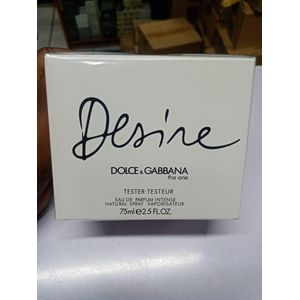 Desire
DOLCE & GABBANA
the one
TESTER·TESTEUR
EAU DE PARFUM INTENSE
NATURAL SPRAY VAPORISATEUR
75ml e 2.5 FL.OZ.